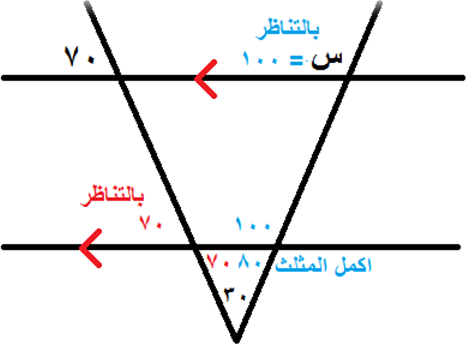 بالتناظر
٧٠ س = ١٠٠
بالتناظر
٧٠ ١٠٠
٧٠ ٨٠ اكمل المثلث
٣٠